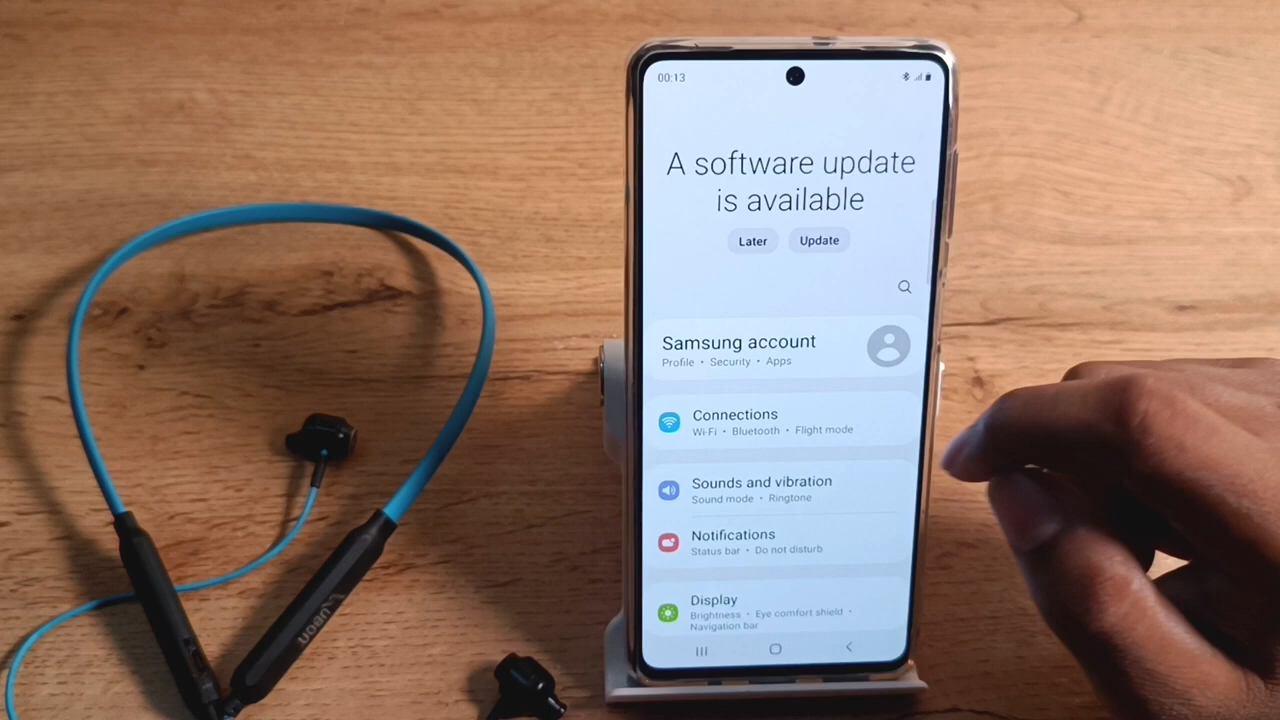 00:13
A software update
is available
Later Update
Samsung account
Profile • Security • Apps
Connections
Wi-Fi • Bluetooth • Flight mode
Sounds and vibration
Sound mode • Ringtone
Notifications
Status bar • Do not disturb
Display
Brightness • Eye comfort shield •
Navigation bar